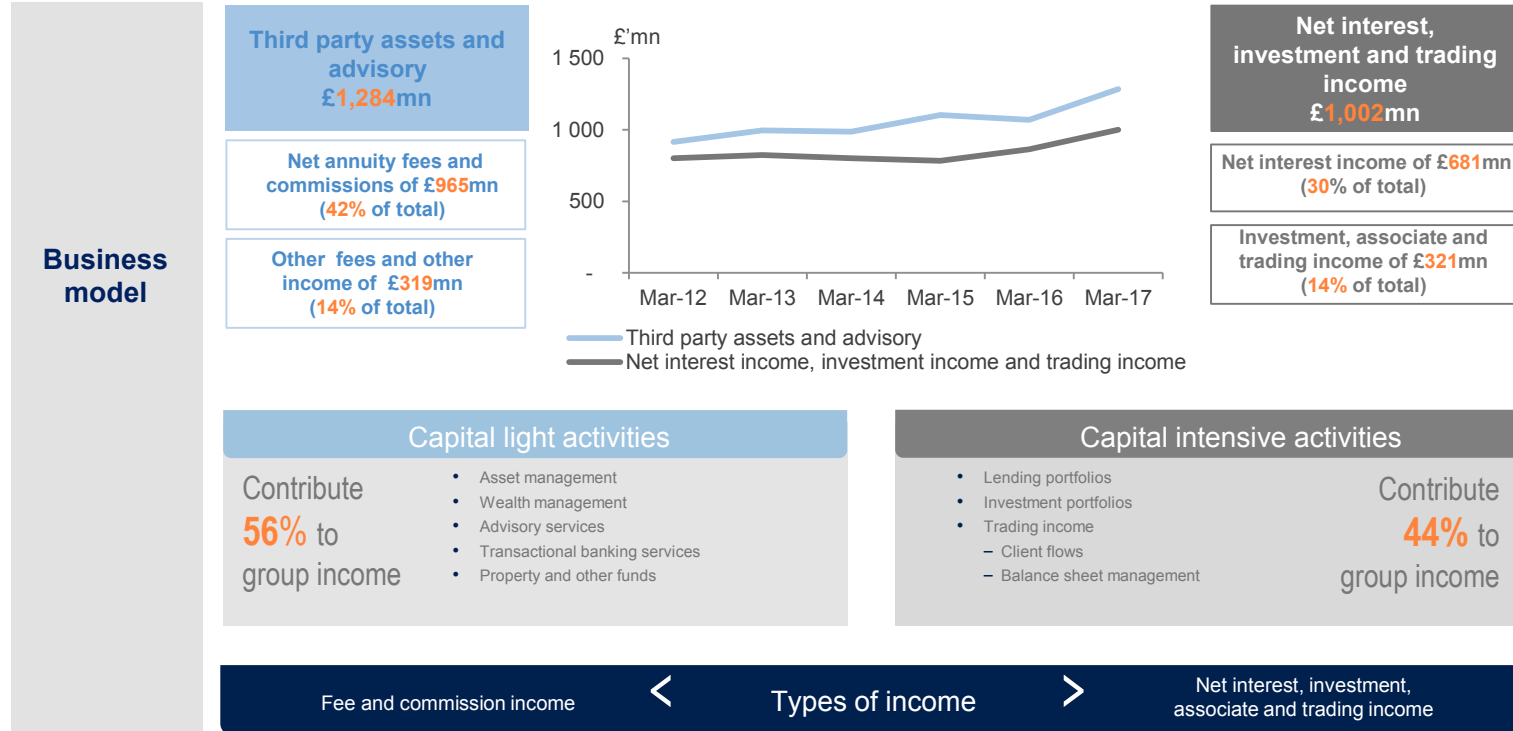 Business
model
Third party assets and
advisory
£1,284mn
Net annuity fees and
commissions of £965mn
(42% of total)
Other fees and other
income of £319mn
(14% of total)
£'mn
1 500
1 000
500
-
Mar-12 Mar-13 Mar-14 Mar-15 Mar-16 Mar-17
Third party assets and advisory
Net interest income, investment income and trading income
Net interest,
investment and trading
income
£1,002mn
Net interest income of £681mn
(30% of total)
Investment, associate and
trading income of £321mn
(14% of total)
Capital light activities
Contribute
56% to
group income
• Asset management
• Wealth management
• Advisory services
• Transactional banking services
• Property and other funds
Capital intensive activities
• Lending portfolios
• Investment portfolios
• Trading income
– Client flows
– Balance sheet management
Contribute
44% to
group income
Fee and commission income
<
Types of income
>
Net interest, investment,
associate and trading income